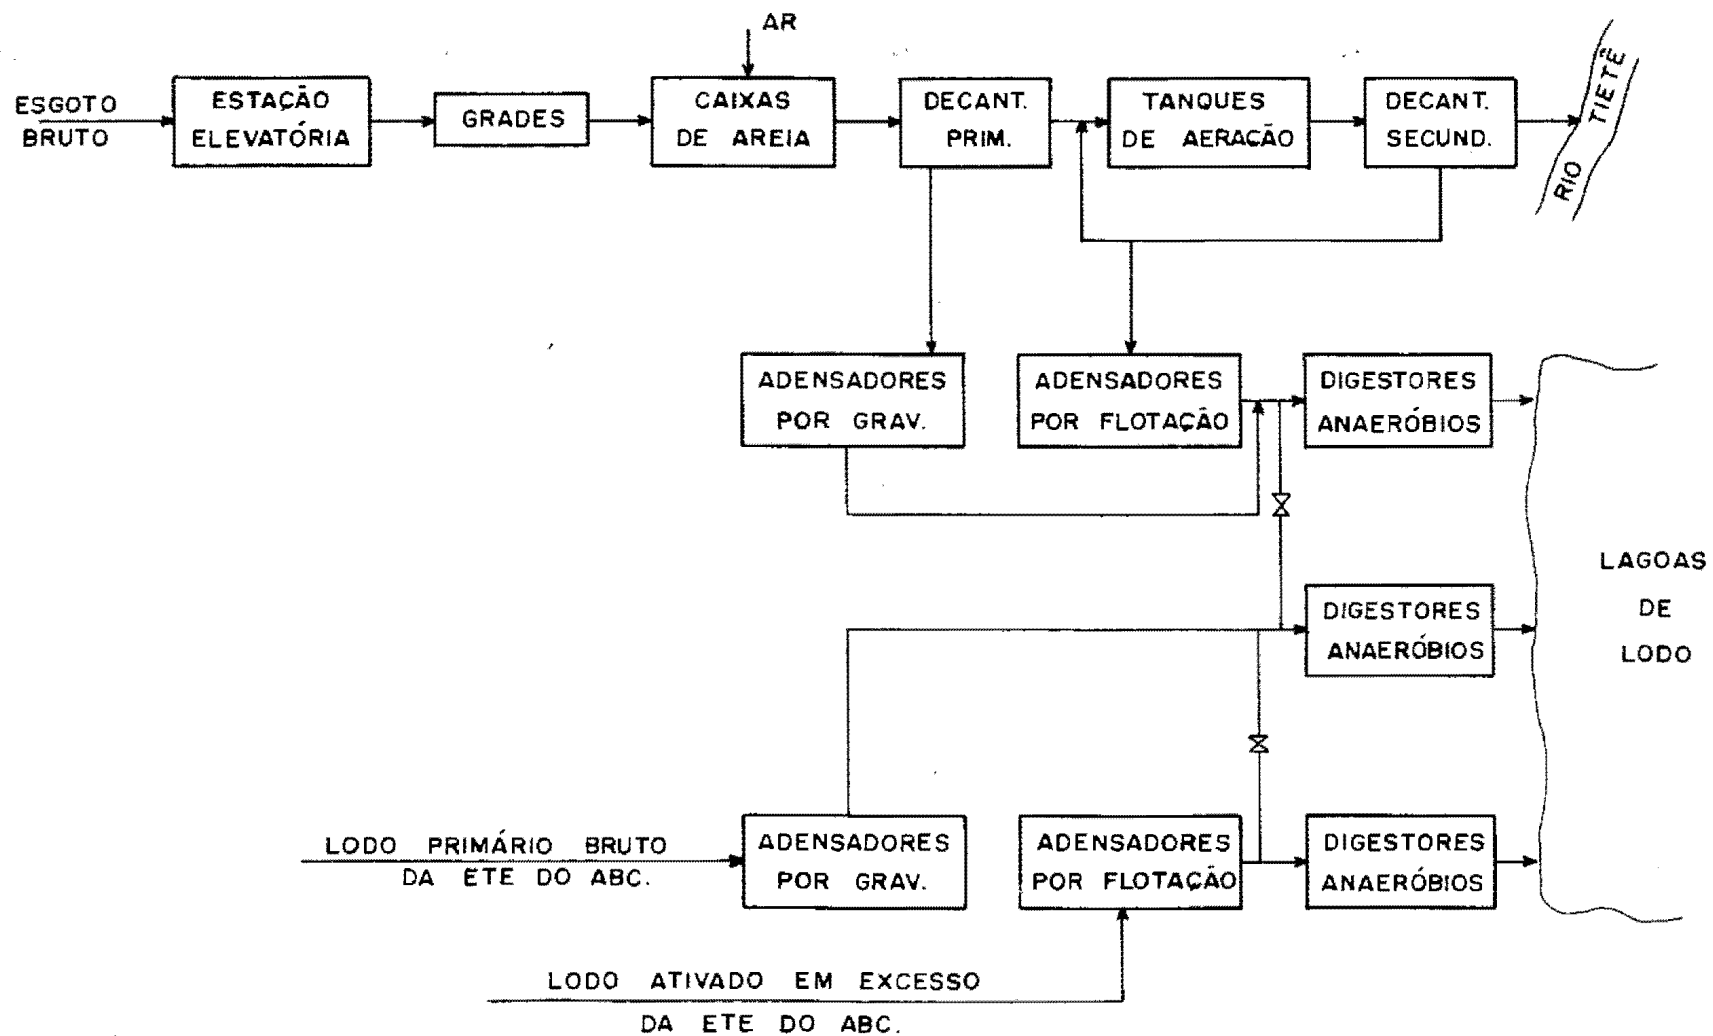 AR
ESGOTO
BRUTO
ESTAÇÃO
ELEVATÓRIA
GRADES
CAIXAS
DE AREIA
DECANT.
PRIM.
TANQUES
DE AERAÇÃO
DECANT.
SECUND.
RIO TIETÊ
ADENSADORES
POR GRAV.
ADENSADORES
POR FLOTAÇÃO
DIGESTORES
ANAERÓBIOS
DIGESTORES
ANAERÓBIOS
LAGOAS
DE
LODO
LODO PRIMÁRIO BRUTO
DA ETE DO ABC.
ADENSADORES
POR GRAV.
ADENSADORES
POR FLOTAÇÃO
DIGESTORES
ANAERÓBIOS
LODO ATIVADO EM EXCESSO
DA ETE DO ABC.